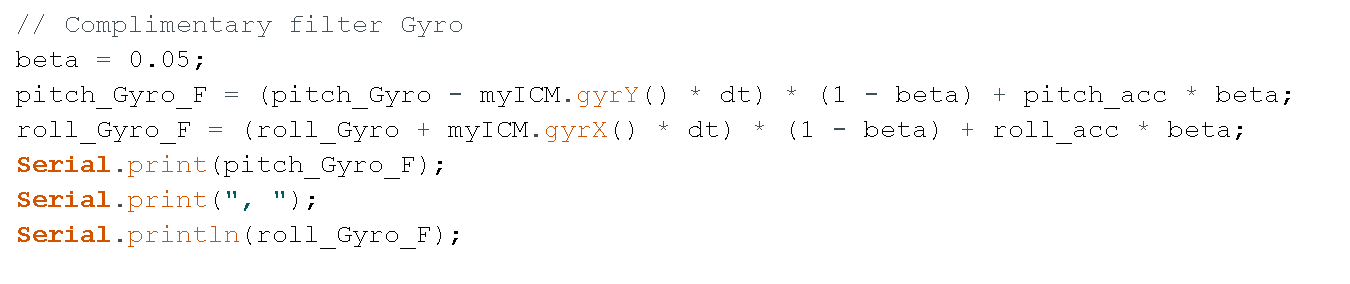 // Complimentary filter Gyro
beta = 0.05;
pitch_Gyro_F = (pitch_Gyro - myICM.gyrY() * dt) * (1 - beta) + pitch_acc * beta;
roll_Gyro_F = (roll_Gyro + myICM.gyrX() * dt) * (1 - beta) + roll_acc * beta;
Serial.print(pitch_Gyro_F);
Serial.print(", ");
Serial.println(roll_Gyro_F);